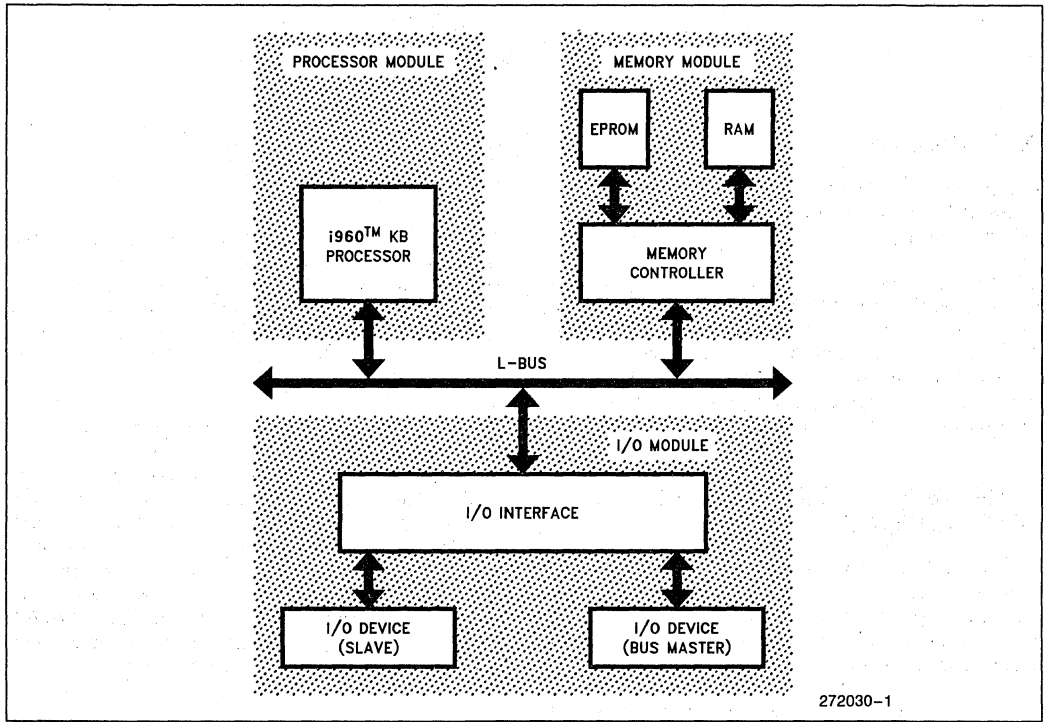 PROCESSOR MODULE
MEMORY MODULE
EPROM
RAM
i960™ KB
PROCESSOR
MEMORY
CONTROLLER
L-BUS
I/O MODULE
I/O INTERFACE
I/O DEVICE
(SLAVE)
I/O DEVICE
(BUS MASTER)
272030-1